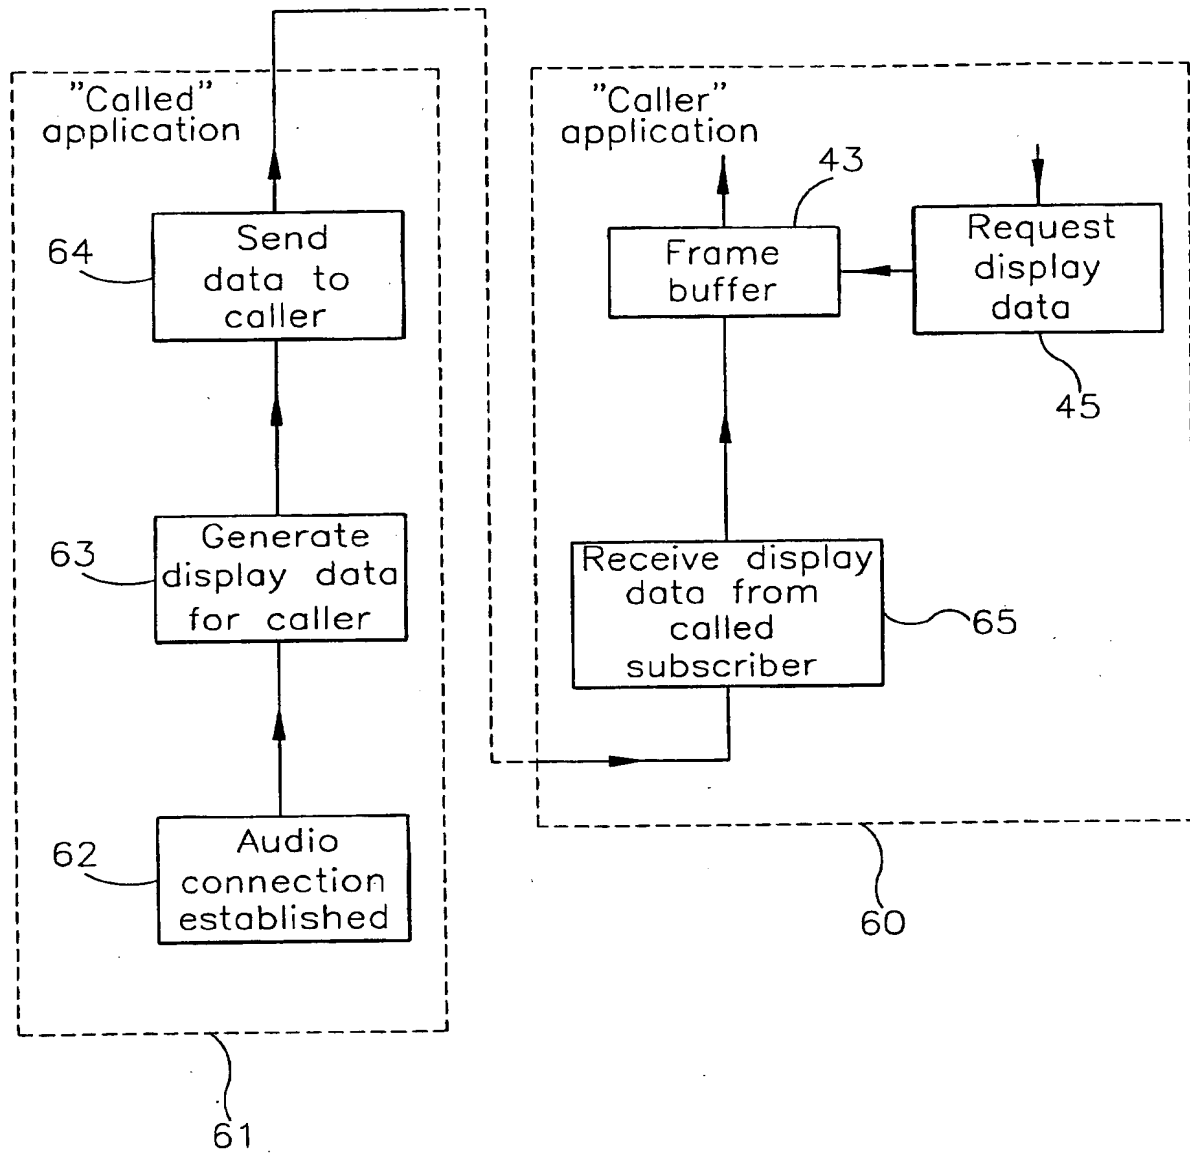 "Called"
application
64
Send
data to
caller
63
Generate
display data
for caller
62
Audio
connection
established
61
"Caller"
application
43
Frame
buffer
Request
display
data
45
Receive display
data from
called
subscriber
65
60